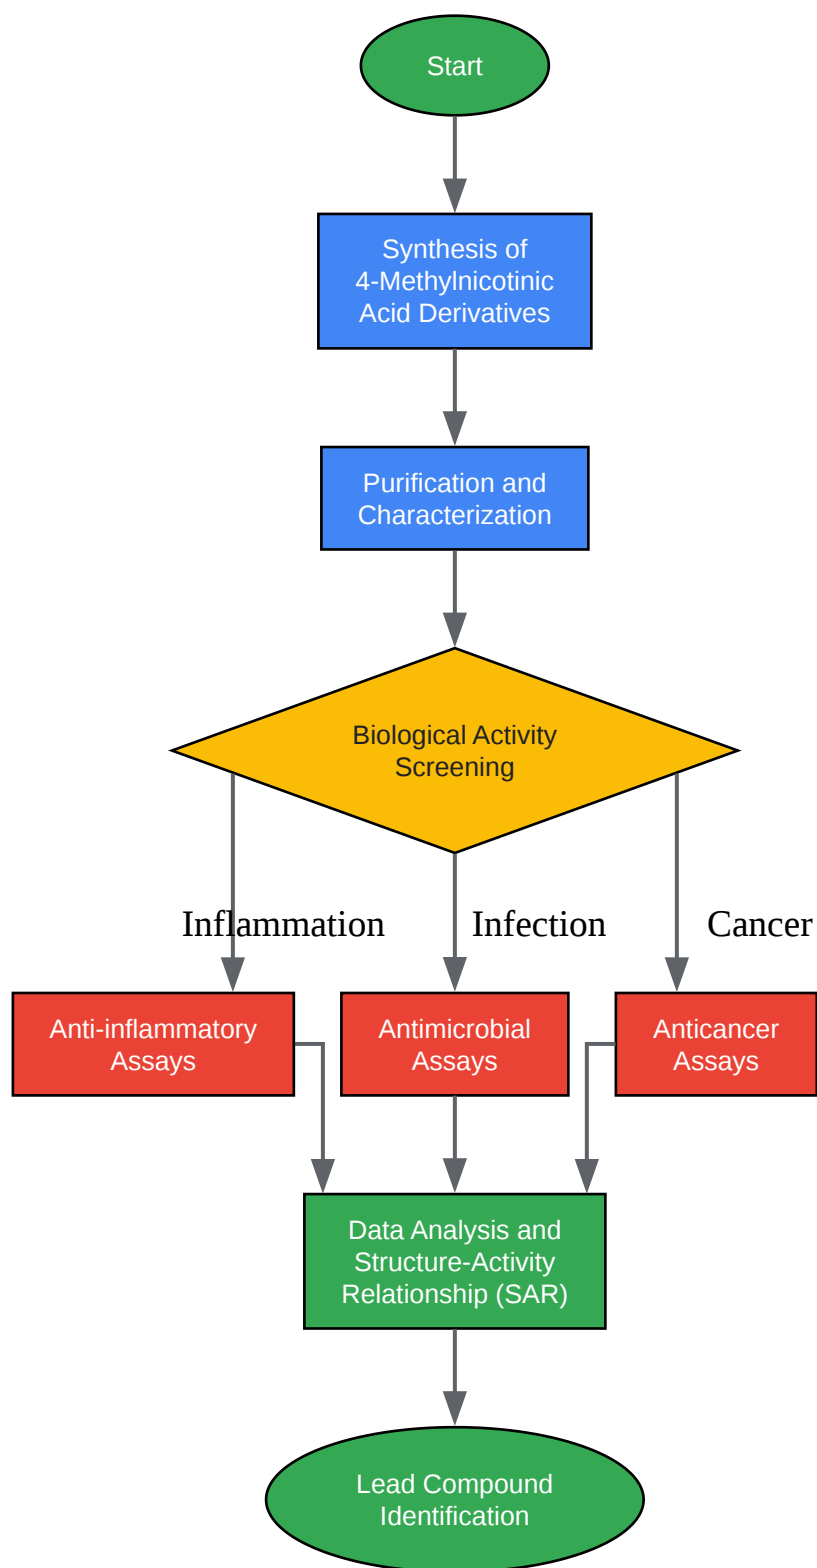 Start
Synthesis of
4-Methylnicotinic
Acid Derivatives
Purification and
Characterization
Biological Activity
Screening
Inflammation
Infection
Cancer
Anti-inflammatory
Assays
Antimicrobial
Assays
Anticancer
Assays
Data Analysis and
Structure-Activity
Relationship (SAR)
Lead Compound
Identification